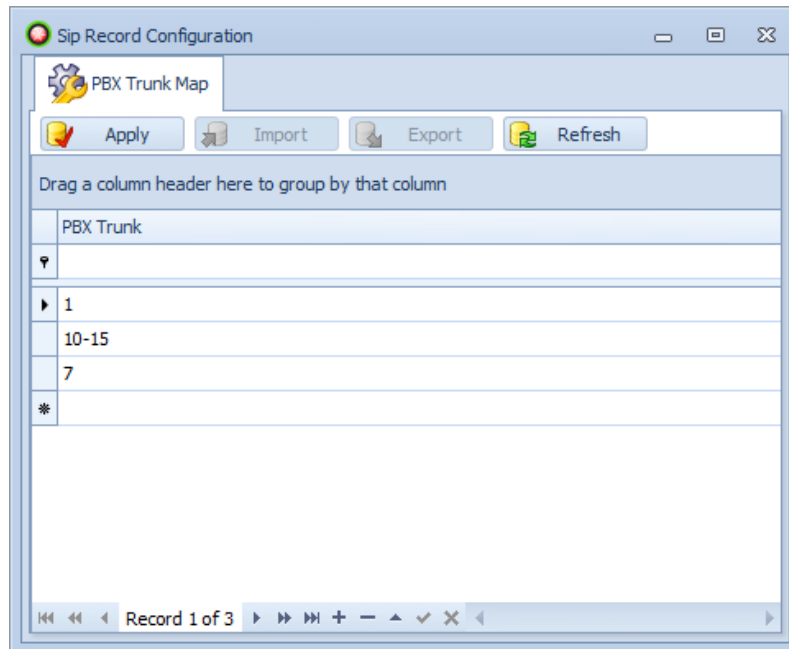 Sip Record Configuration
PBX Trunk Map
Apply Import Export Refresh
Drag a column header here to group by that column
PBX Trunk
1
10-15
7
Record 1 of 3